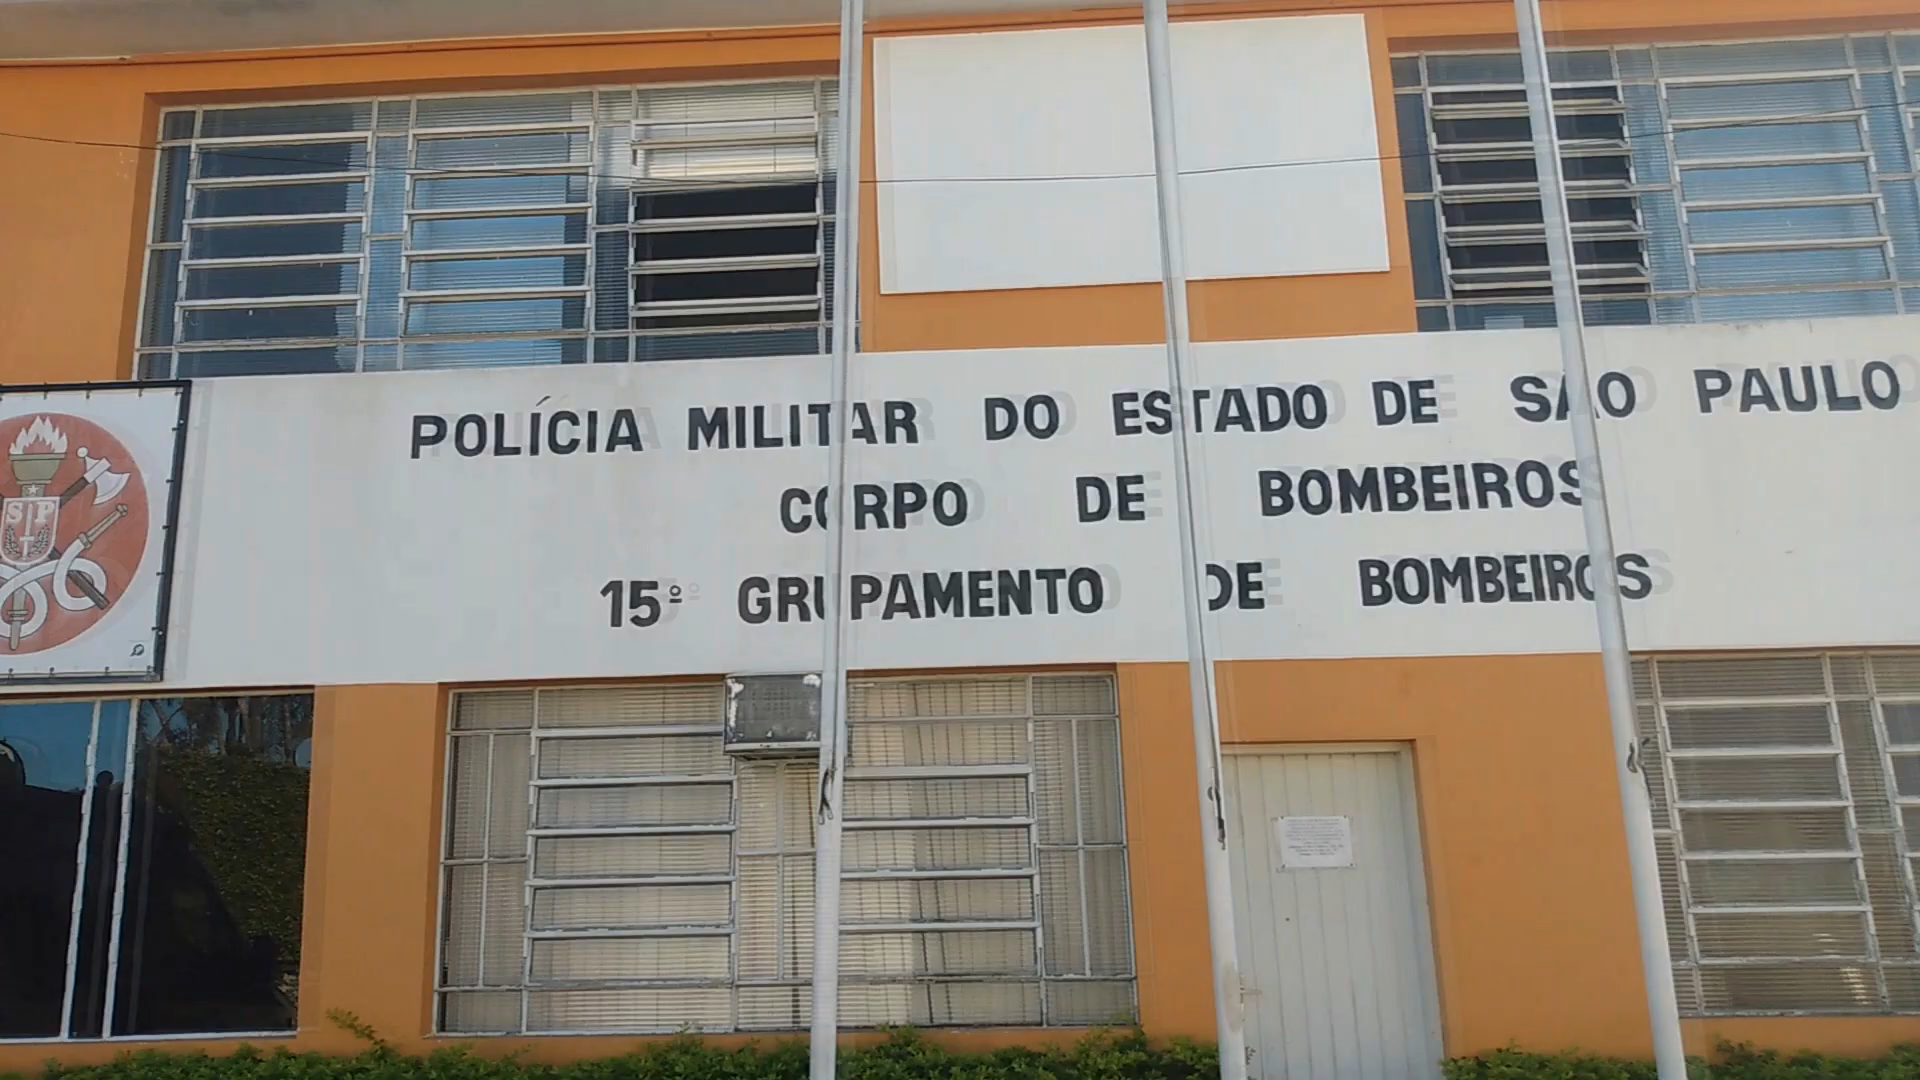 POLÍCIA MILITAR DO ESTADO DE SÃO PAULO
CORPO DE BOMBEIROS
15º GRUPAMENTO DE BOMBEIROS
SP